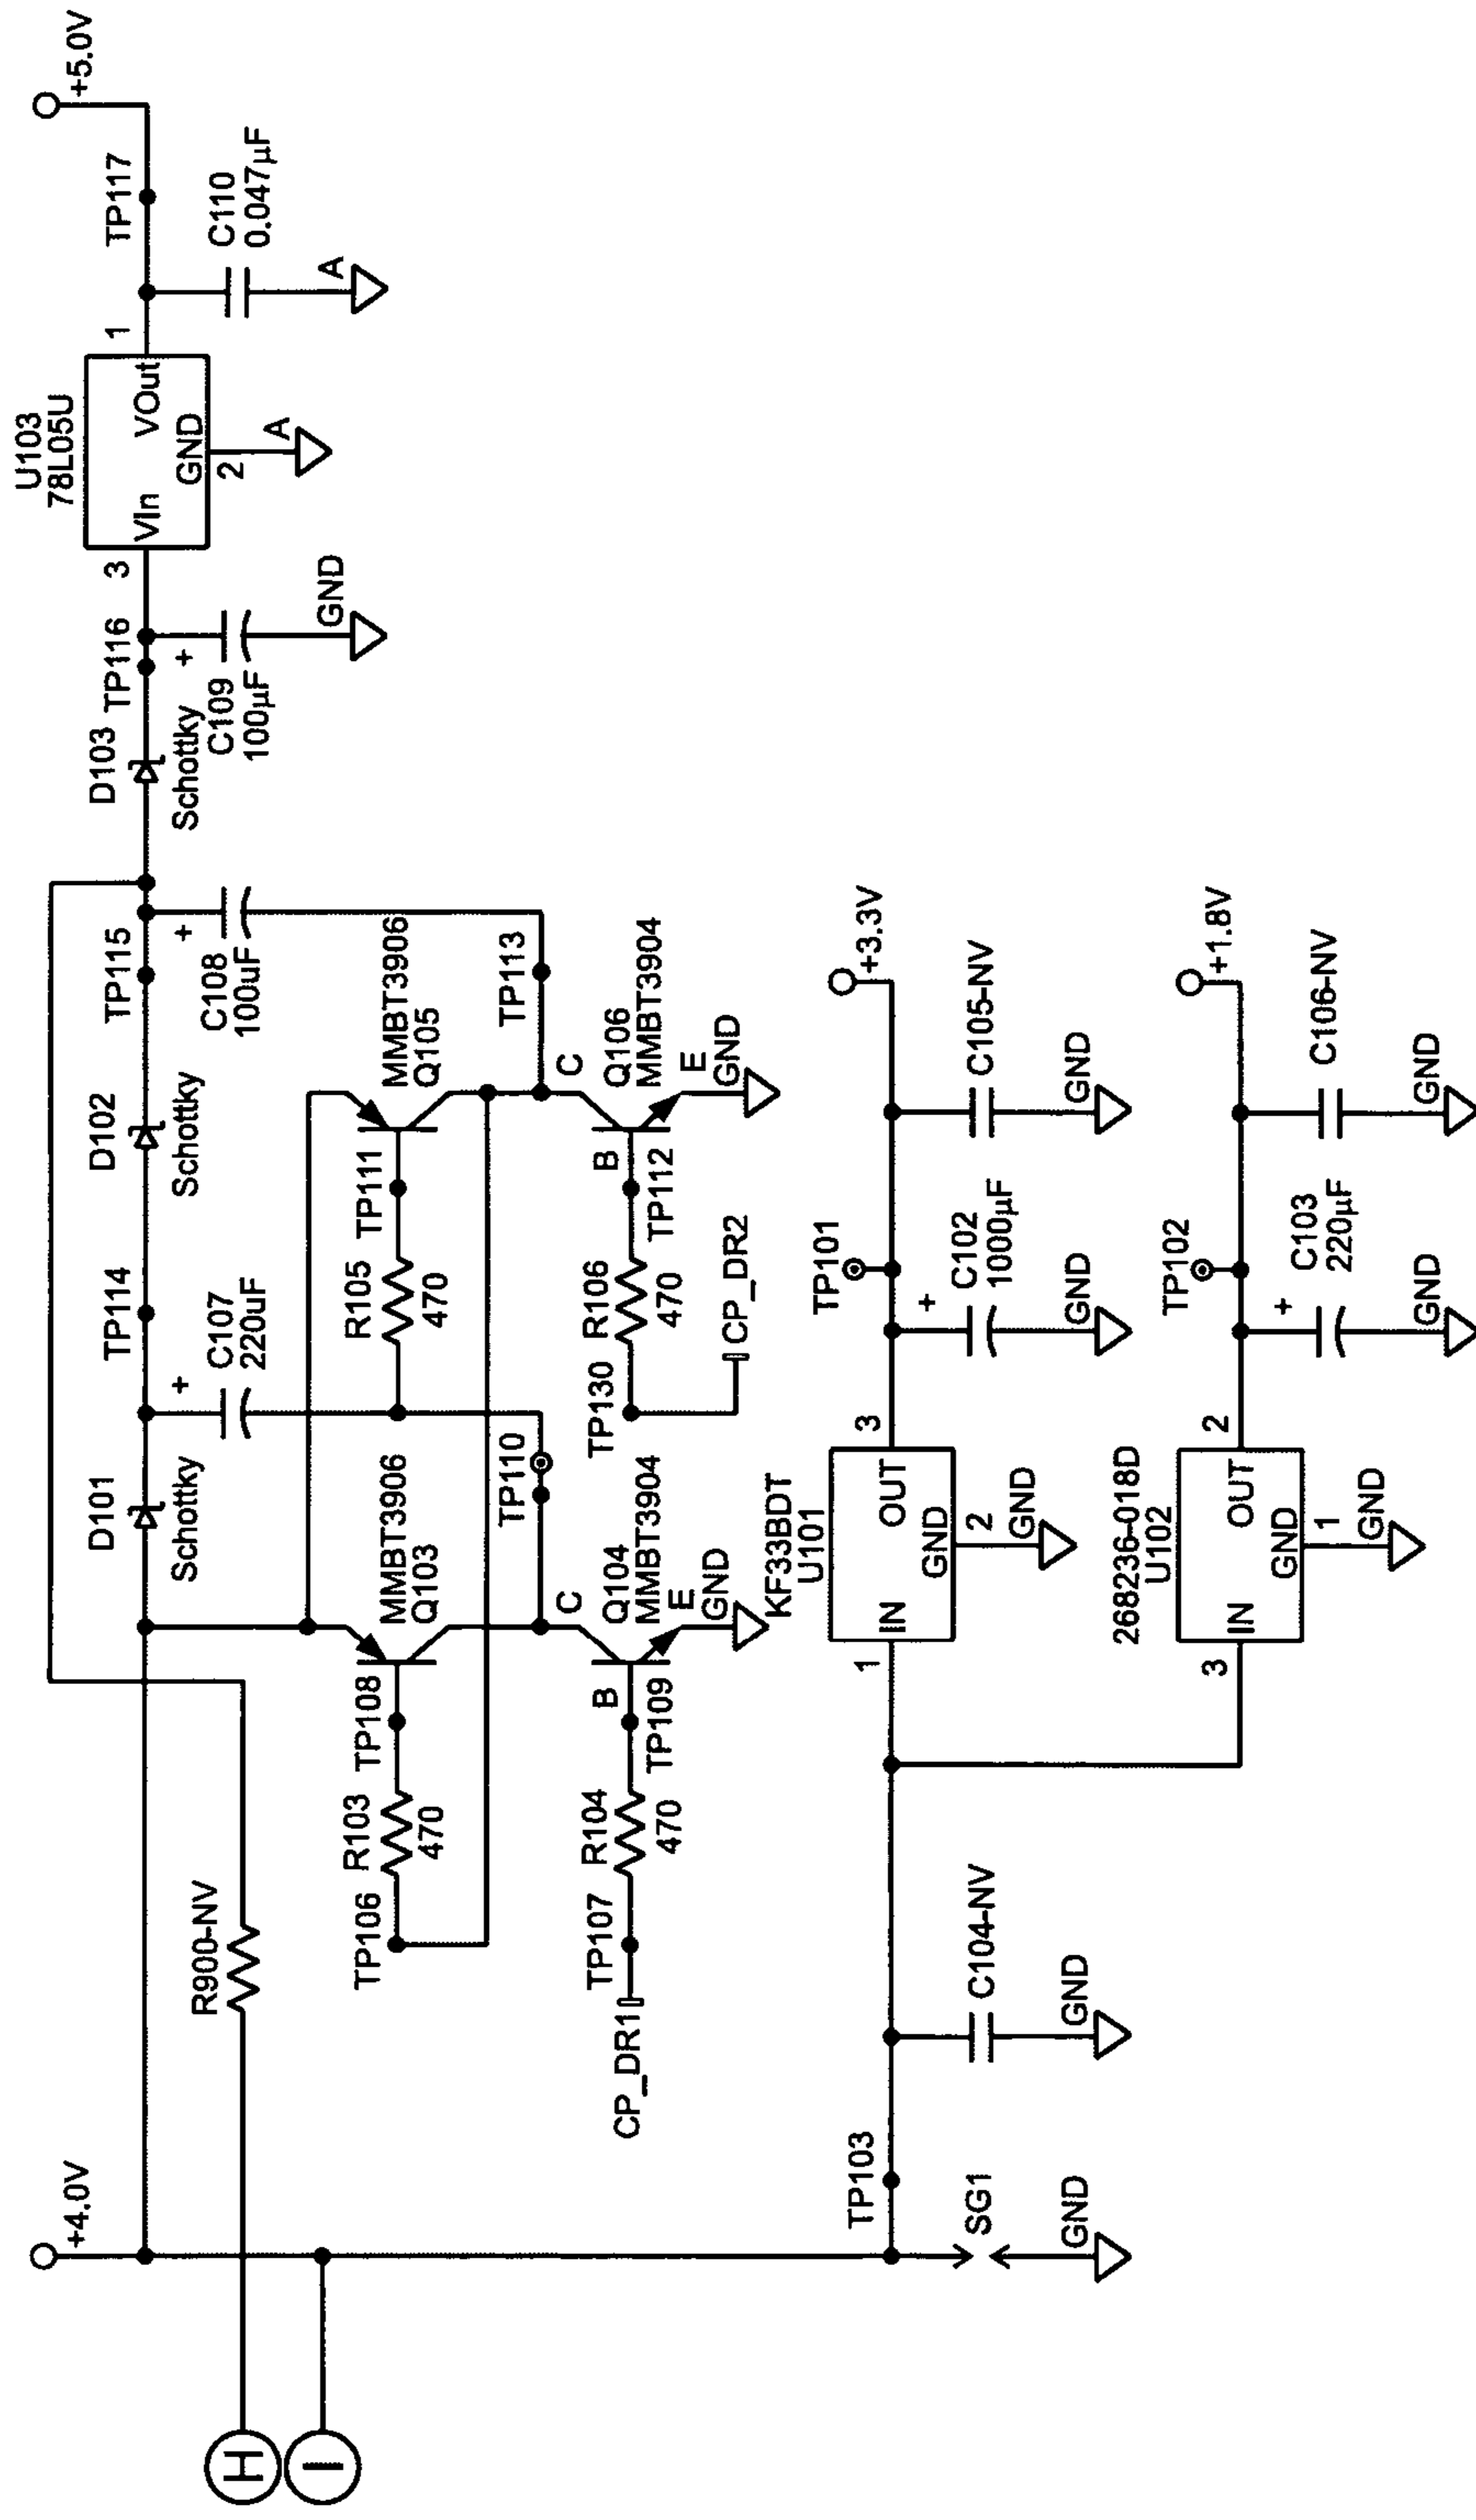 +4.0V
+5.0V
H
I
R900-NV
D101
Schottky
C107
220uF
+
TP114
D102
Schottky
TP115
C108
100uF
+
D103
Schottky
TP116
C109
100µF
+
GND
U103
78L05U
3
VIn
VOut
GND
2
1
A
TP117
C110
0.047µF
A
TP106
R103
470
TP108
MMBT3906
Q103
R105
470
TP111
MMBT3906
Q105
TP110
TP113
CP_DR1
TP107
R104
470
TP109
B
C
Q104
MMBT3904
E
GND
TP130
R106
470
CP_DR2
TP112
B
C
Q106
MMBT3904
E
GND
TP103
SG1
GND
C104-NV
GND
KF33BDT
U101
1
IN
OUT
GND
3
2
GND
TP101
+
C102
1000µF
GND
C105-NV
GND
+3.3V
268236-018D
U102
3
IN
OUT
GND
2
1
GND
TP102
+
C103
220µF
GND
C106-NV
GND
+1.8V